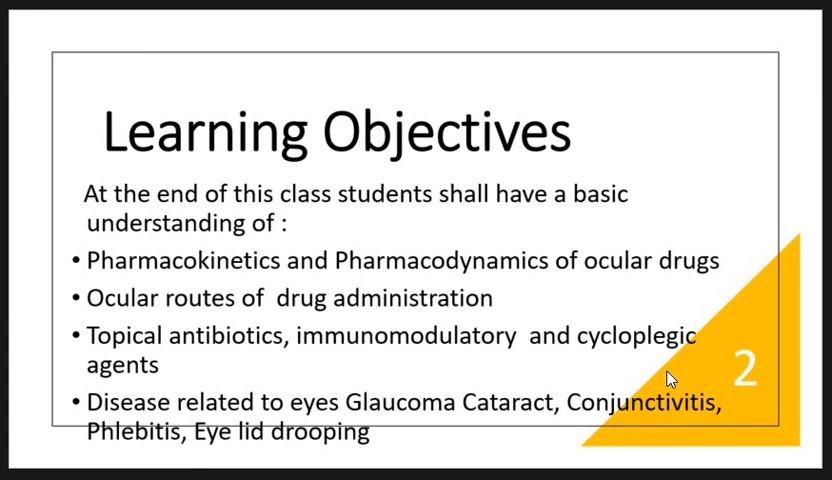 Learning Objectives
At the end of this class students shall have a basic
understanding of :
• Pharmacokinetics and Pharmacodynamics of ocular drugs
• Ocular routes of  drug administration
• Topical antibiotics, immunomodulatory  and cycloplegic
agents
• Disease related to eyes Glaucoma Cataract, Conjunctivitis,
Phlebitis, Eye lid drooping
2